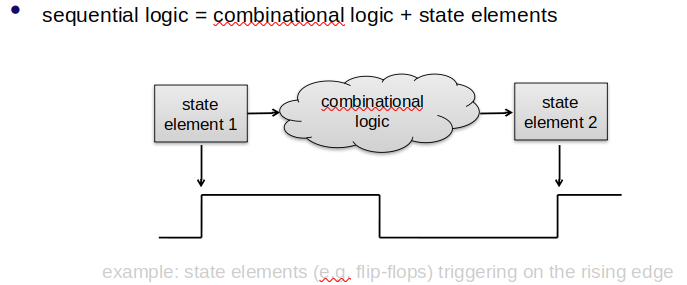 sequential logic = combinational logic + state elements
state
element 1
combinational
logic
state
element 2
example: state elements (e.g. flip-flops) triggering on the rising edge